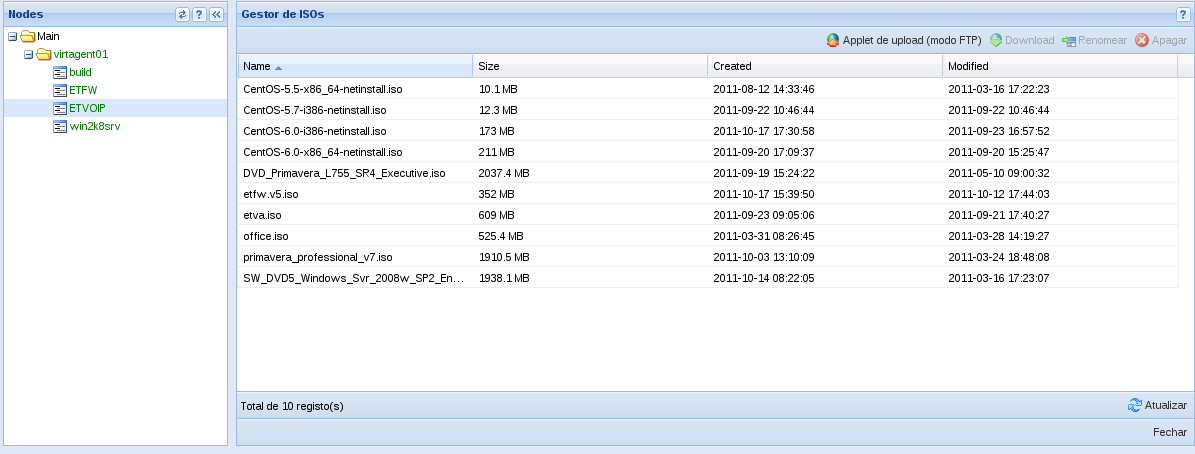 Nodes
Main
virtagent01
build
ETFW
ETVOIP
win2k8srv
Gestor de ISOs
Applet de upload (modo FTP) Download Renomear Apagar
Name Size Created Modified
CentOS-5.5-x86_64-netinstall.iso 10.1 MB 2011-08-12 14:33:46 2011-03-16 17:22:23
CentOS-5.7-i386-netinstall.iso 12.3 MB 2011-09-22 10:46:44 2011-09-22 10:46:44
CentOS-6.0-i386-netinstall.iso 173 MB 2011-10-17 17:30:58 2011-09-23 16:57:52
CentOS-6.0-x86_64-netinstall.iso 211 MB 2011-09-20 17:09:37 2011-09-20 15:25:47
DVD_Primavera_L755_SR4_Executive.iso 2037.4 MB 2011-09-19 15:24:22 2011-05-10 09:00:32
etfw.v5.iso 352 MB 2011-10-17 15:39:50 2011-10-12 17:44:03
etva.iso 609 MB 2011-09-23 09:05:06 2011-09-21 17:40:27
office.iso 525.4 MB 2011-03-31 08:26:45 2011-03-28 14:19:27
primavera_professional_v7.iso 1910.5 MB 2011-10-03 13:10:09 2011-03-24 18:48:08
SW_DVD5_Windows_Svr_2008w_SP2_En... 1938.1 MB 2011-10-14 08:22:05 2011-03-16 17:23:07
Total de 10 registo(s) Atualizar
Fechar